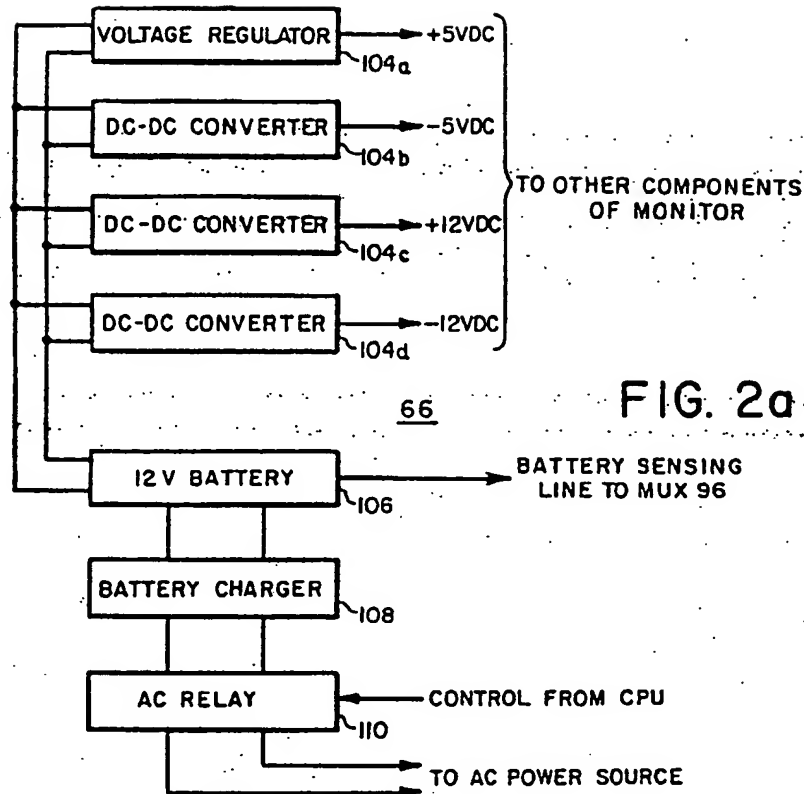 VOLTAGE REGULATOR
104a
+5VDC
DC-DC CONVERTER
104b
-5VDC
DC-DC CONVERTER
104c
+12VDC
DC-DC CONVERTER
104d
-12VDC
TO OTHER COMPONENTS
OF MONITOR
66
FIG. 2a
12V BATTERY
106
BATTERY SENSING
LINE TO MUX 96
BATTERY CHARGER
108
AC RELAY
110
CONTROL FROM CPU
TO AC POWER SOURCE